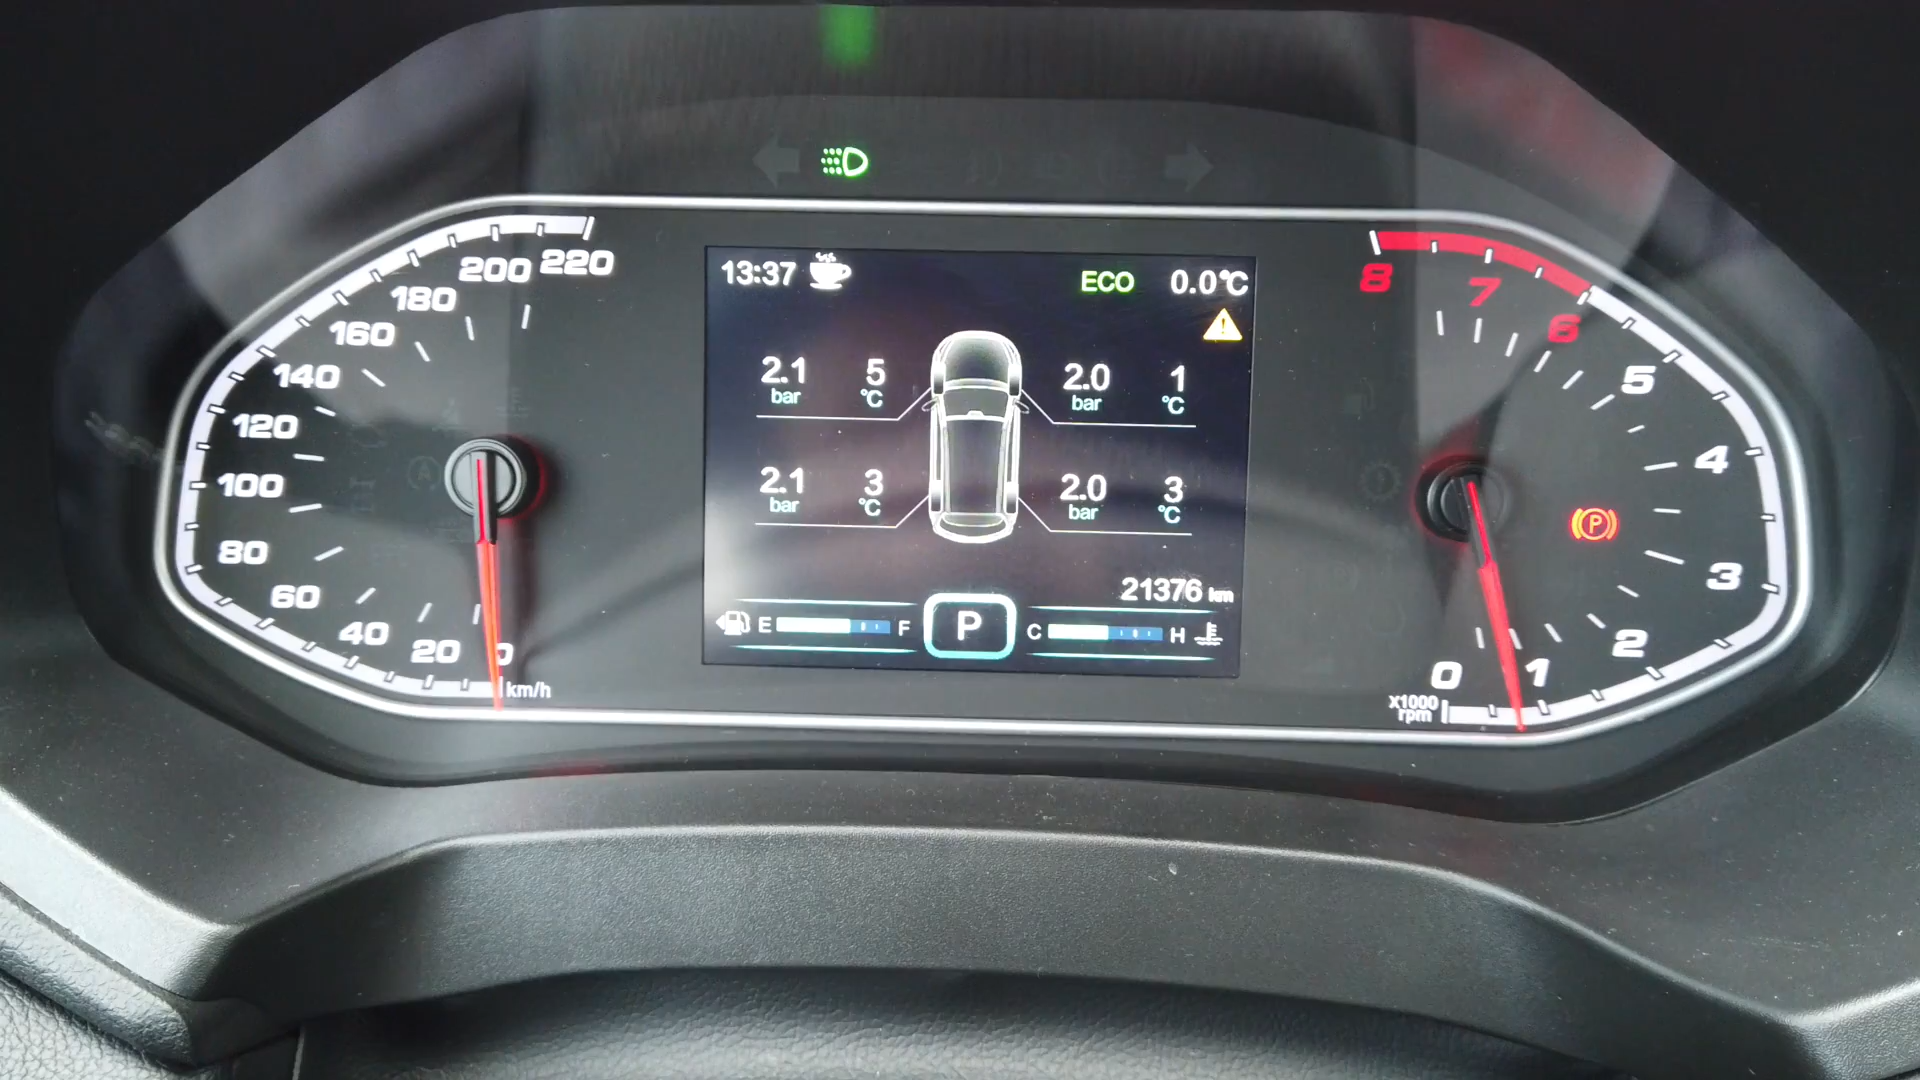 13:37 ECO 0.0°C
2.1 bar 5 °C
2.0 bar 1 °C
2.1 bar 3 °C
2.0 bar 3 °C
21376 km
E F P C H
220
200
180
160
140
120
100
80
60
40
20
0
km/h
8
7
6
5
4
3
2
1
0
X1000
rpm
P